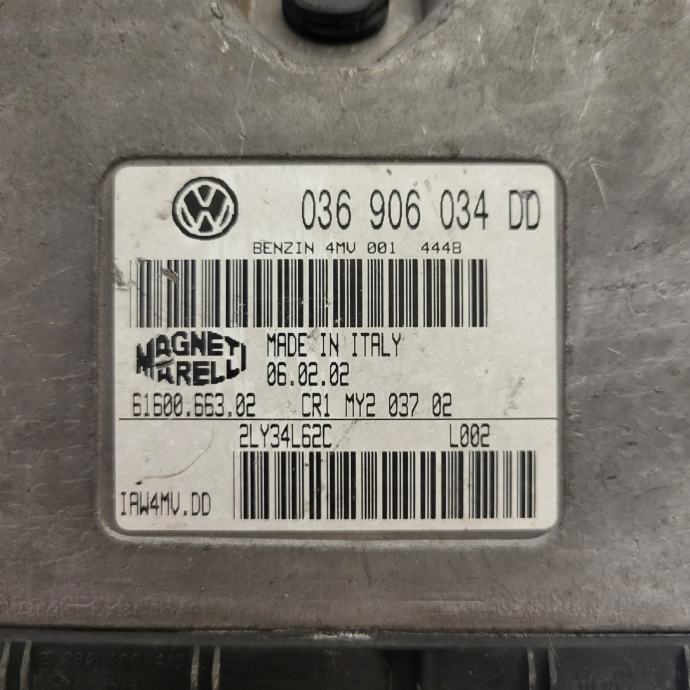 036 906 034 DD
BENZIN 4MV 001 4448
MAGNETI MARELLI
MADE IN ITALY
06.02.02
61600.663.02 CR1 MY2 037 02
2LY34L62C L002
IAW4MV.DD